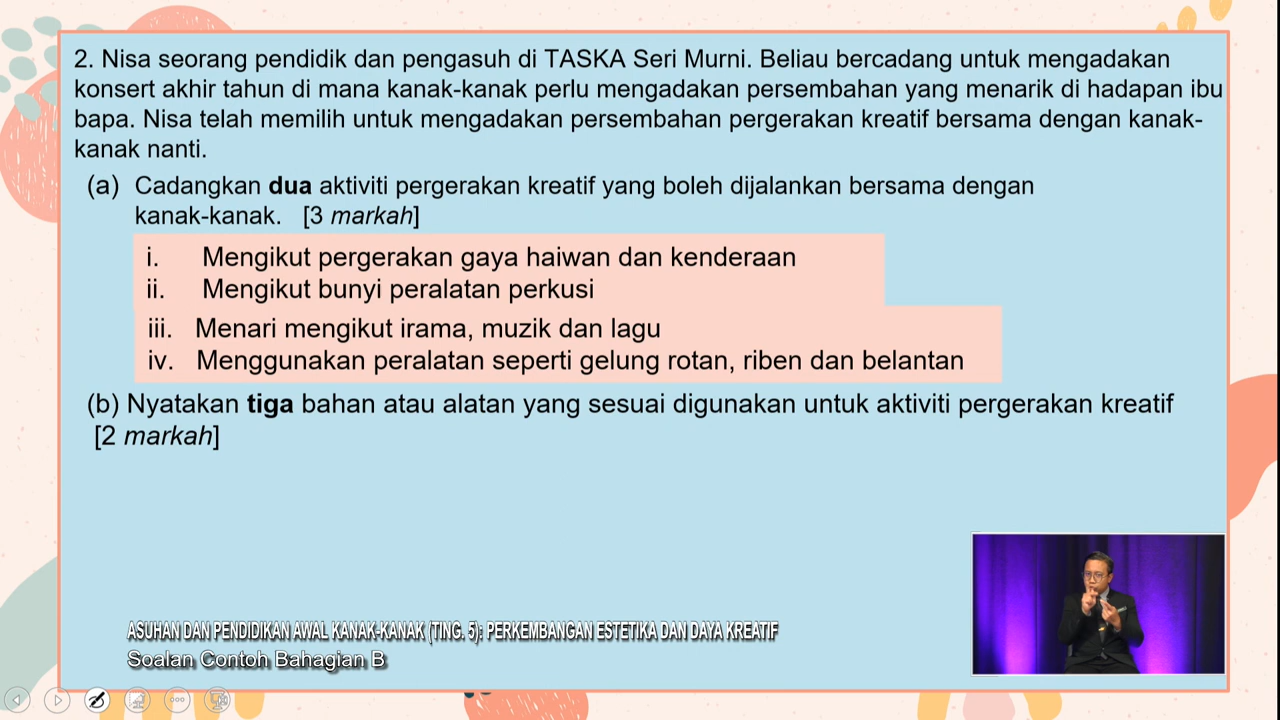 2. Nisa seorang pendidik dan pengasuh di TASKA Seri Murni. Beliau bercadang untuk mengadakan
konsert akhir tahun di mana kanak-kanak perlu mengadakan persembahan yang menarik di hadapan ibu
bapa. Nisa telah memilih untuk mengadakan persembahan pergerakan kreatif bersama dengan kanak-
kanak nanti.
(a) Cadangkan dua aktiviti pergerakan kreatif yang boleh dijalankan bersama dengan
kanak-kanak. [3 markah]
i. Mengikut pergerakan gaya haiwan dan kenderaan
ii. Mengikut bunyi peralatan perkusi
iii. Menari mengikut irama, muzik dan lagu
iv. Menggunakan peralatan seperti gelung rotan, riben dan belantan
(b) Nyatakan tiga bahan atau alatan yang sesuai digunakan untuk aktiviti pergerakan kreatif
[2 markah]
ASUHAN DAN PENDIDIKAN AWAL KANAK-KANAK (TING. 5): PERKEMBANGAN ESTETIKA DAN DAYA KREATIF
Soalan Contoh Bahagian B